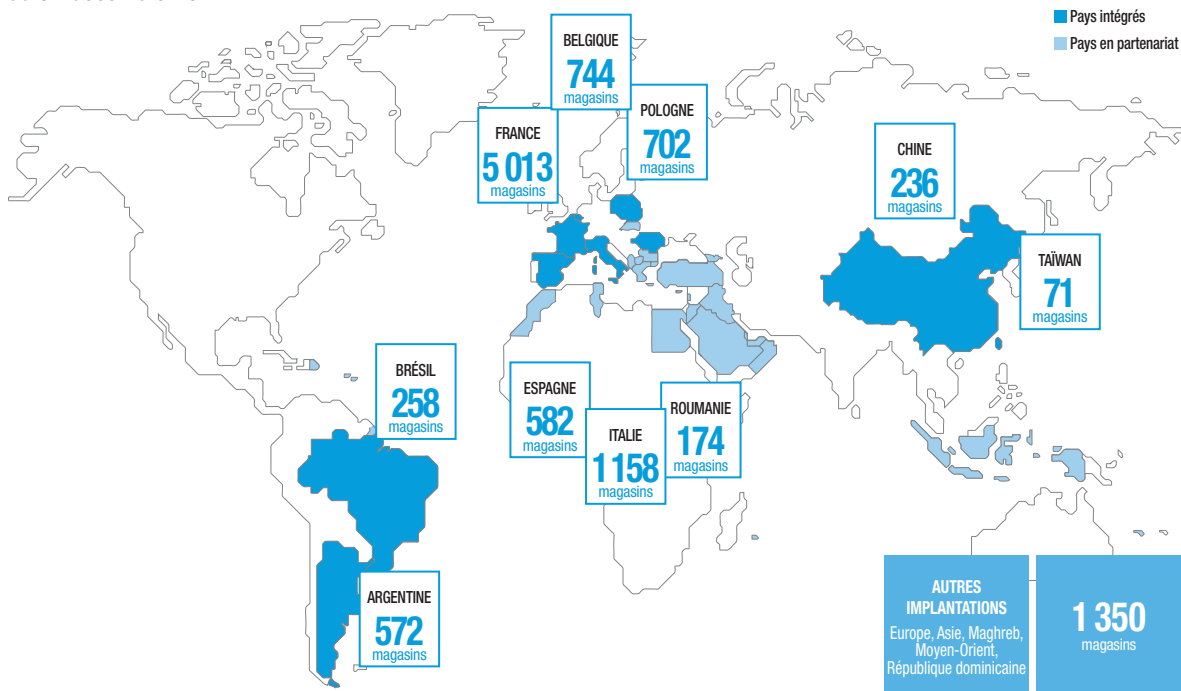 Pays intégrés
Pays en partenariat
BELGIQUE
744
magasins
POLOGNE
702
magasins
FRANCE
5 013
magasins
CHINE
236
magasins
TAÏWAN
71
magasins
BRÉSIL
258
magasins
ESPAGNE
582
magasins
ITALIE
1 158
magasins
ROUMANIE
174
magasins
ARGENTINE
572
magasins
AUTRES
IMPLANTATIONS
Europe, Asie, Maghreb,
Moyen-Orient,
République dominicaine
1 350
magasins